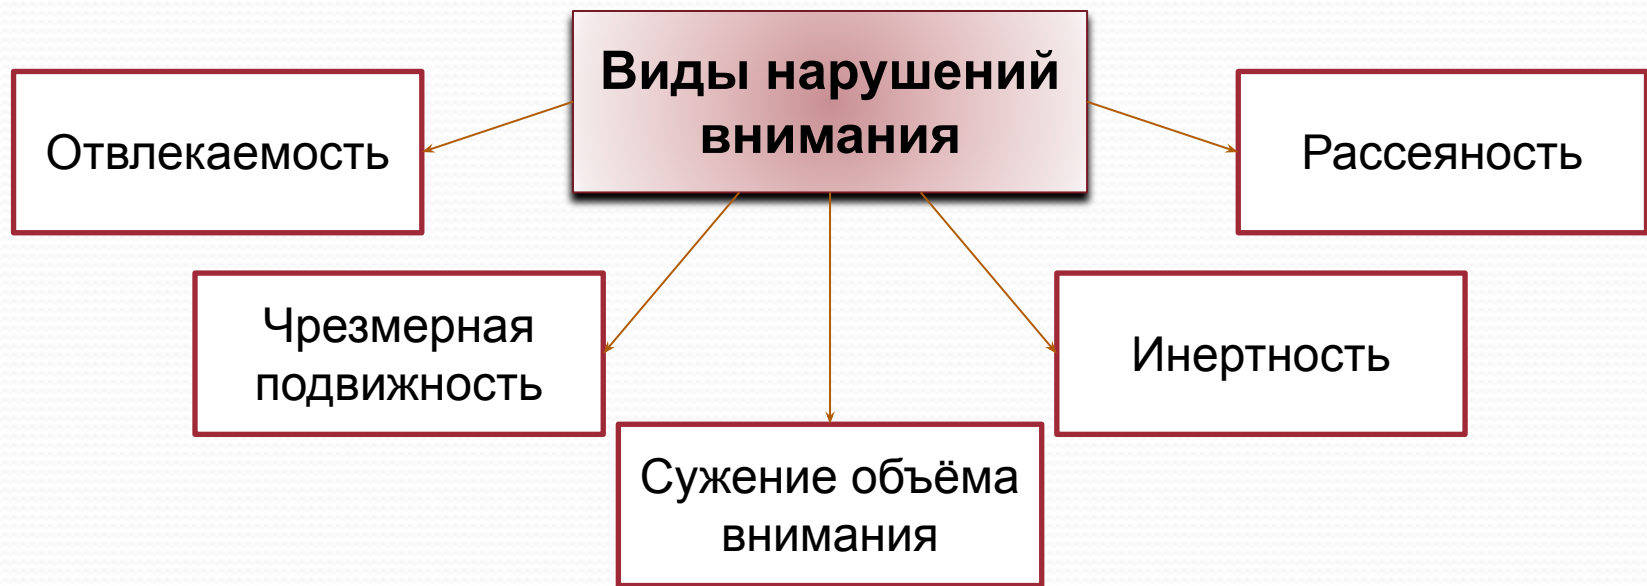 Виды нарушений
внимания
Отвлекаемость
Рассеяность
Чрезмерная
подвижность
Инертность
Сужение объёма
внимания